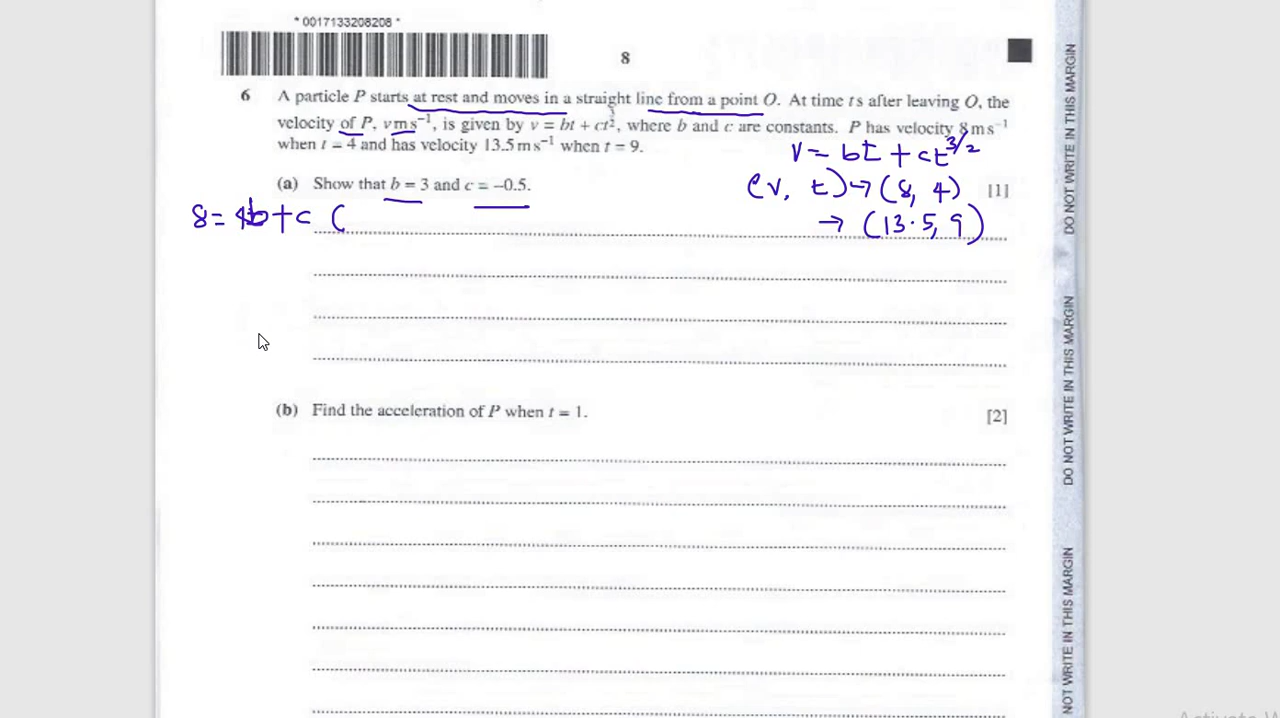 *0017133208208*
8
6 A particle P starts at rest and moves in a straight line from a point O. At time t s after leaving O, the
velocity of P, v m s⁻¹, is given by v = bt + ct^{3/2}, where b and c are constants. P has velocity 8 m s⁻¹
when t = 4 and has velocity 13.5 m s⁻¹ when t = 9.
v = bt + ct^{3/2}
(a) Show that b = 3 and c = −0.5. [1]
(v, t) → (8, 4)
8 = 4b + c (
→ (13.5, 9)
(b) Find the acceleration of P when t = 1. [2]
DO NOT WRITE IN THIS MARGIN
DO NOT WRITE IN THIS MARGIN
NOT WRITE IN THIS MARGIN